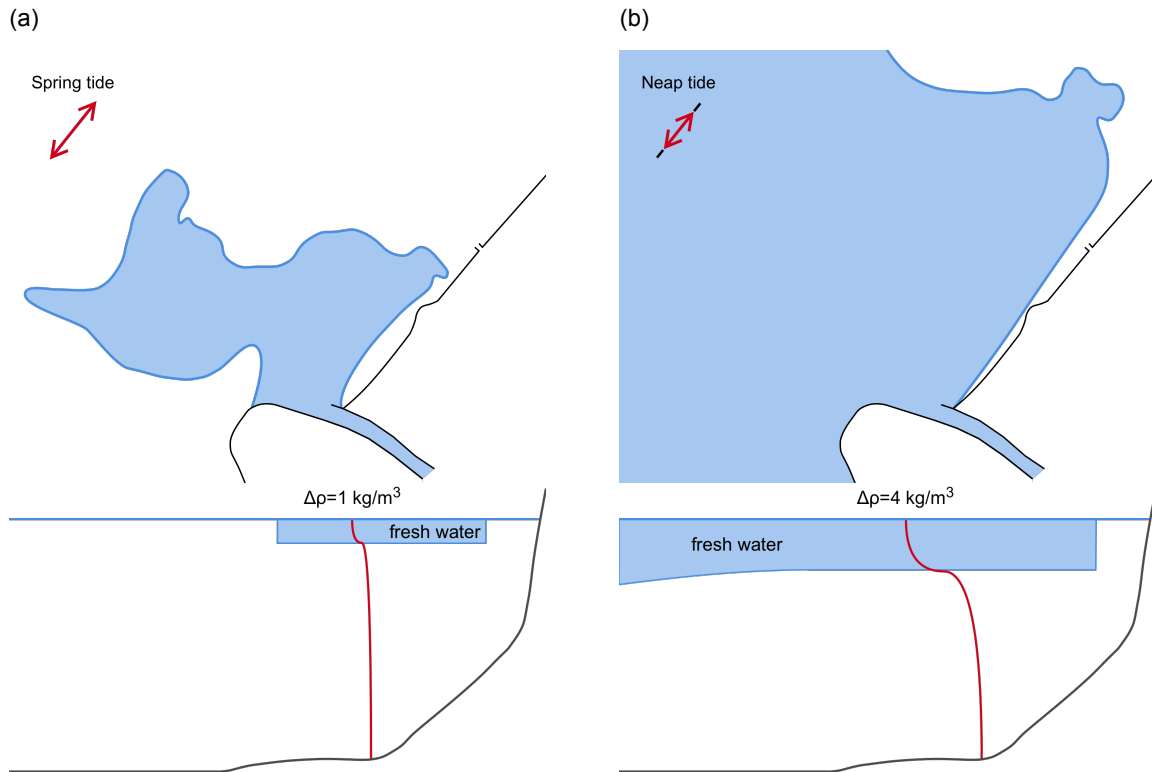 (a)
(b)
Spring tide
Neap tide
Δρ=1 kg/m³
Δρ=4 kg/m³
fresh water
fresh water